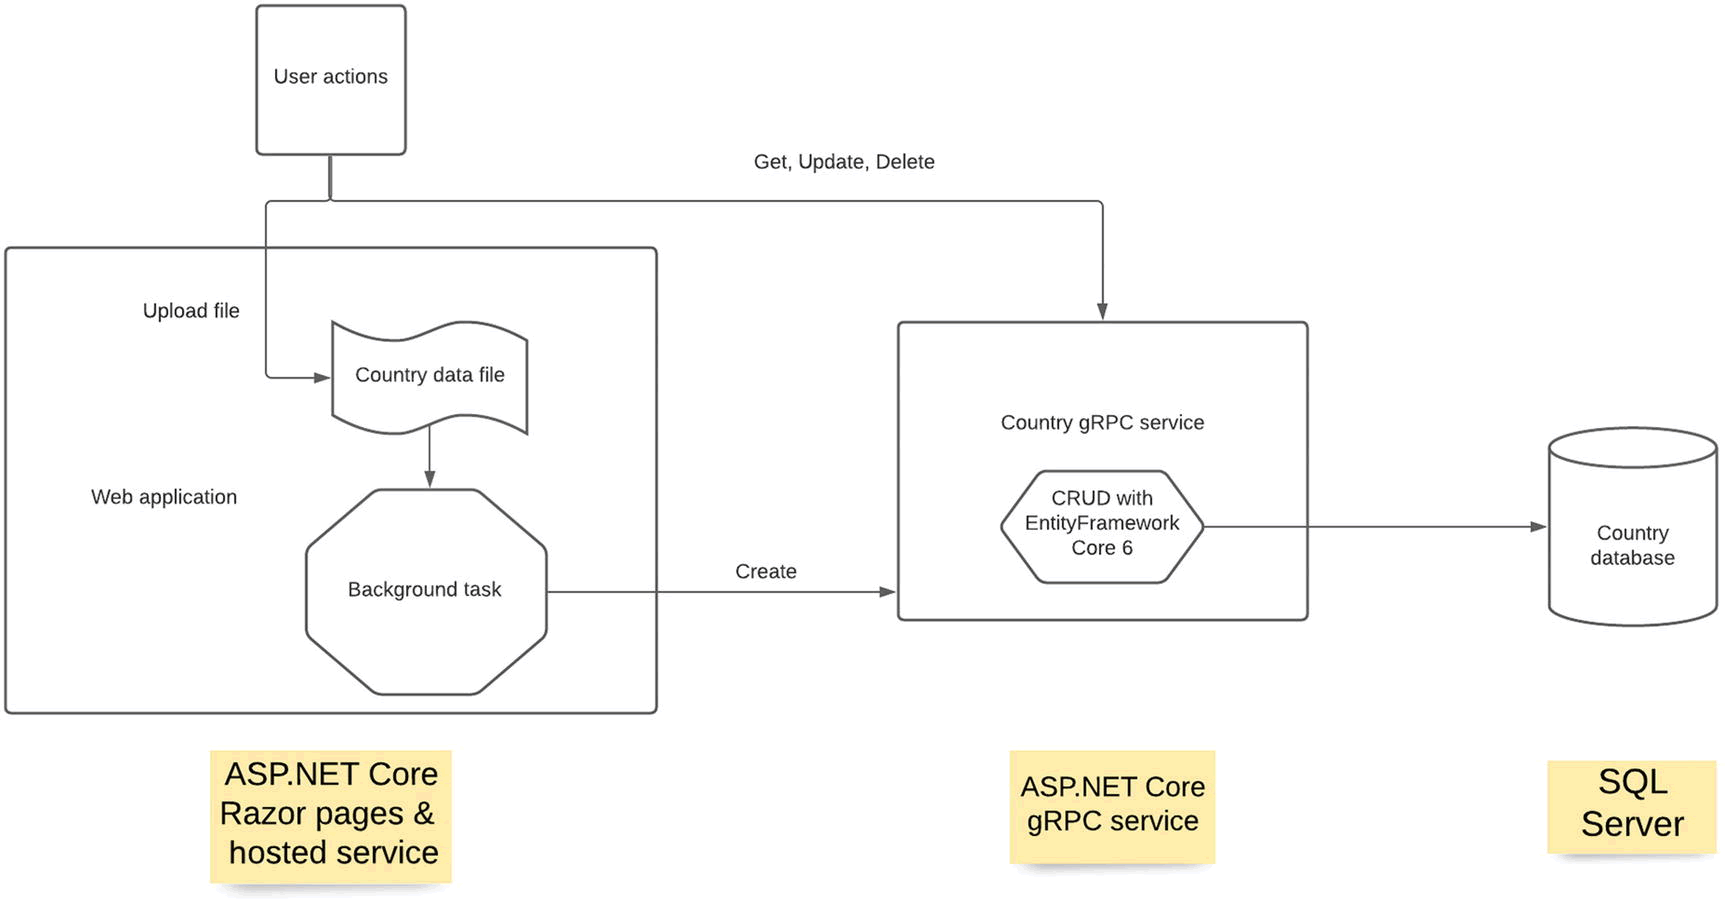 User actions
Get, Update, Delete
Upload file
Country data file
Country gRPC service
Web application
CRUD with
EntityFramework
Core 6
Country
database
Create
Background task
ASP.NET Core
Razor pages &
hosted service
ASP.NET Core
gRPC service
SQL
Server